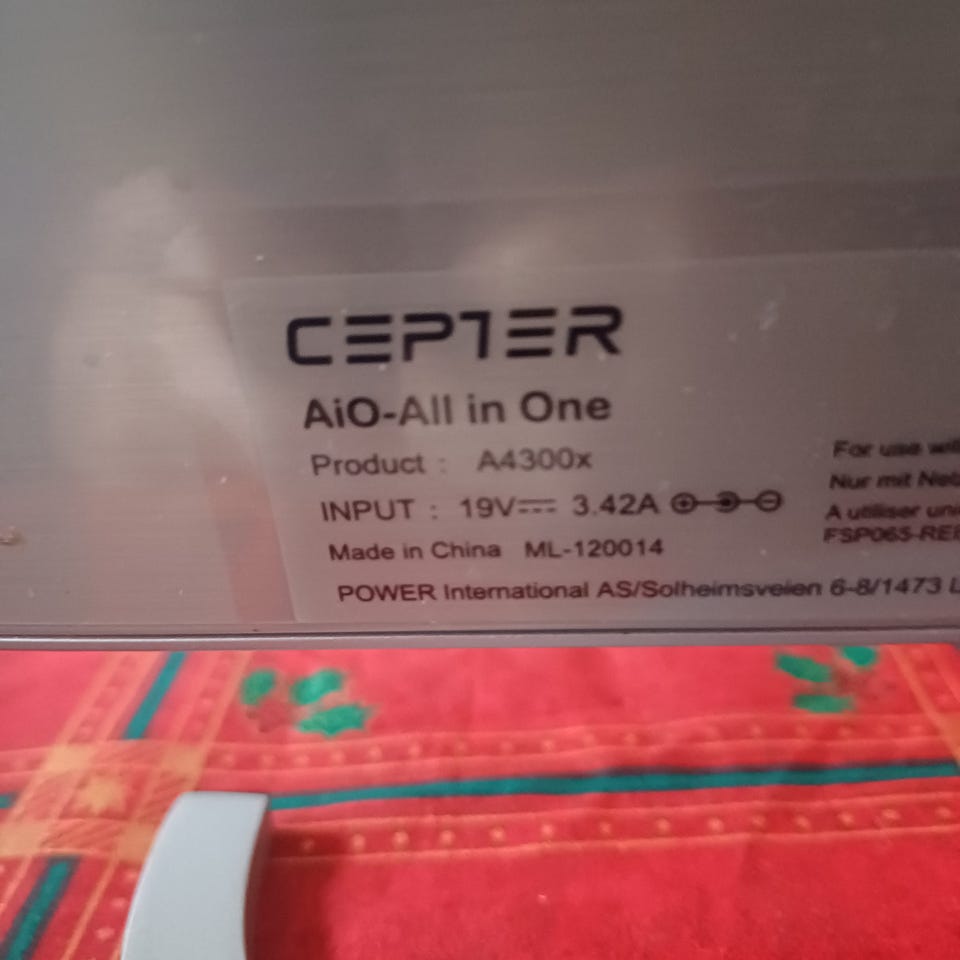 CEPTER
AiO-All in One
Product : A4300x
INPUT : 19V 3.42A
Made in China ML-120014
POWER International AS/Solheimsveien 6-8/1473
For use
Nur mit
A utiliser